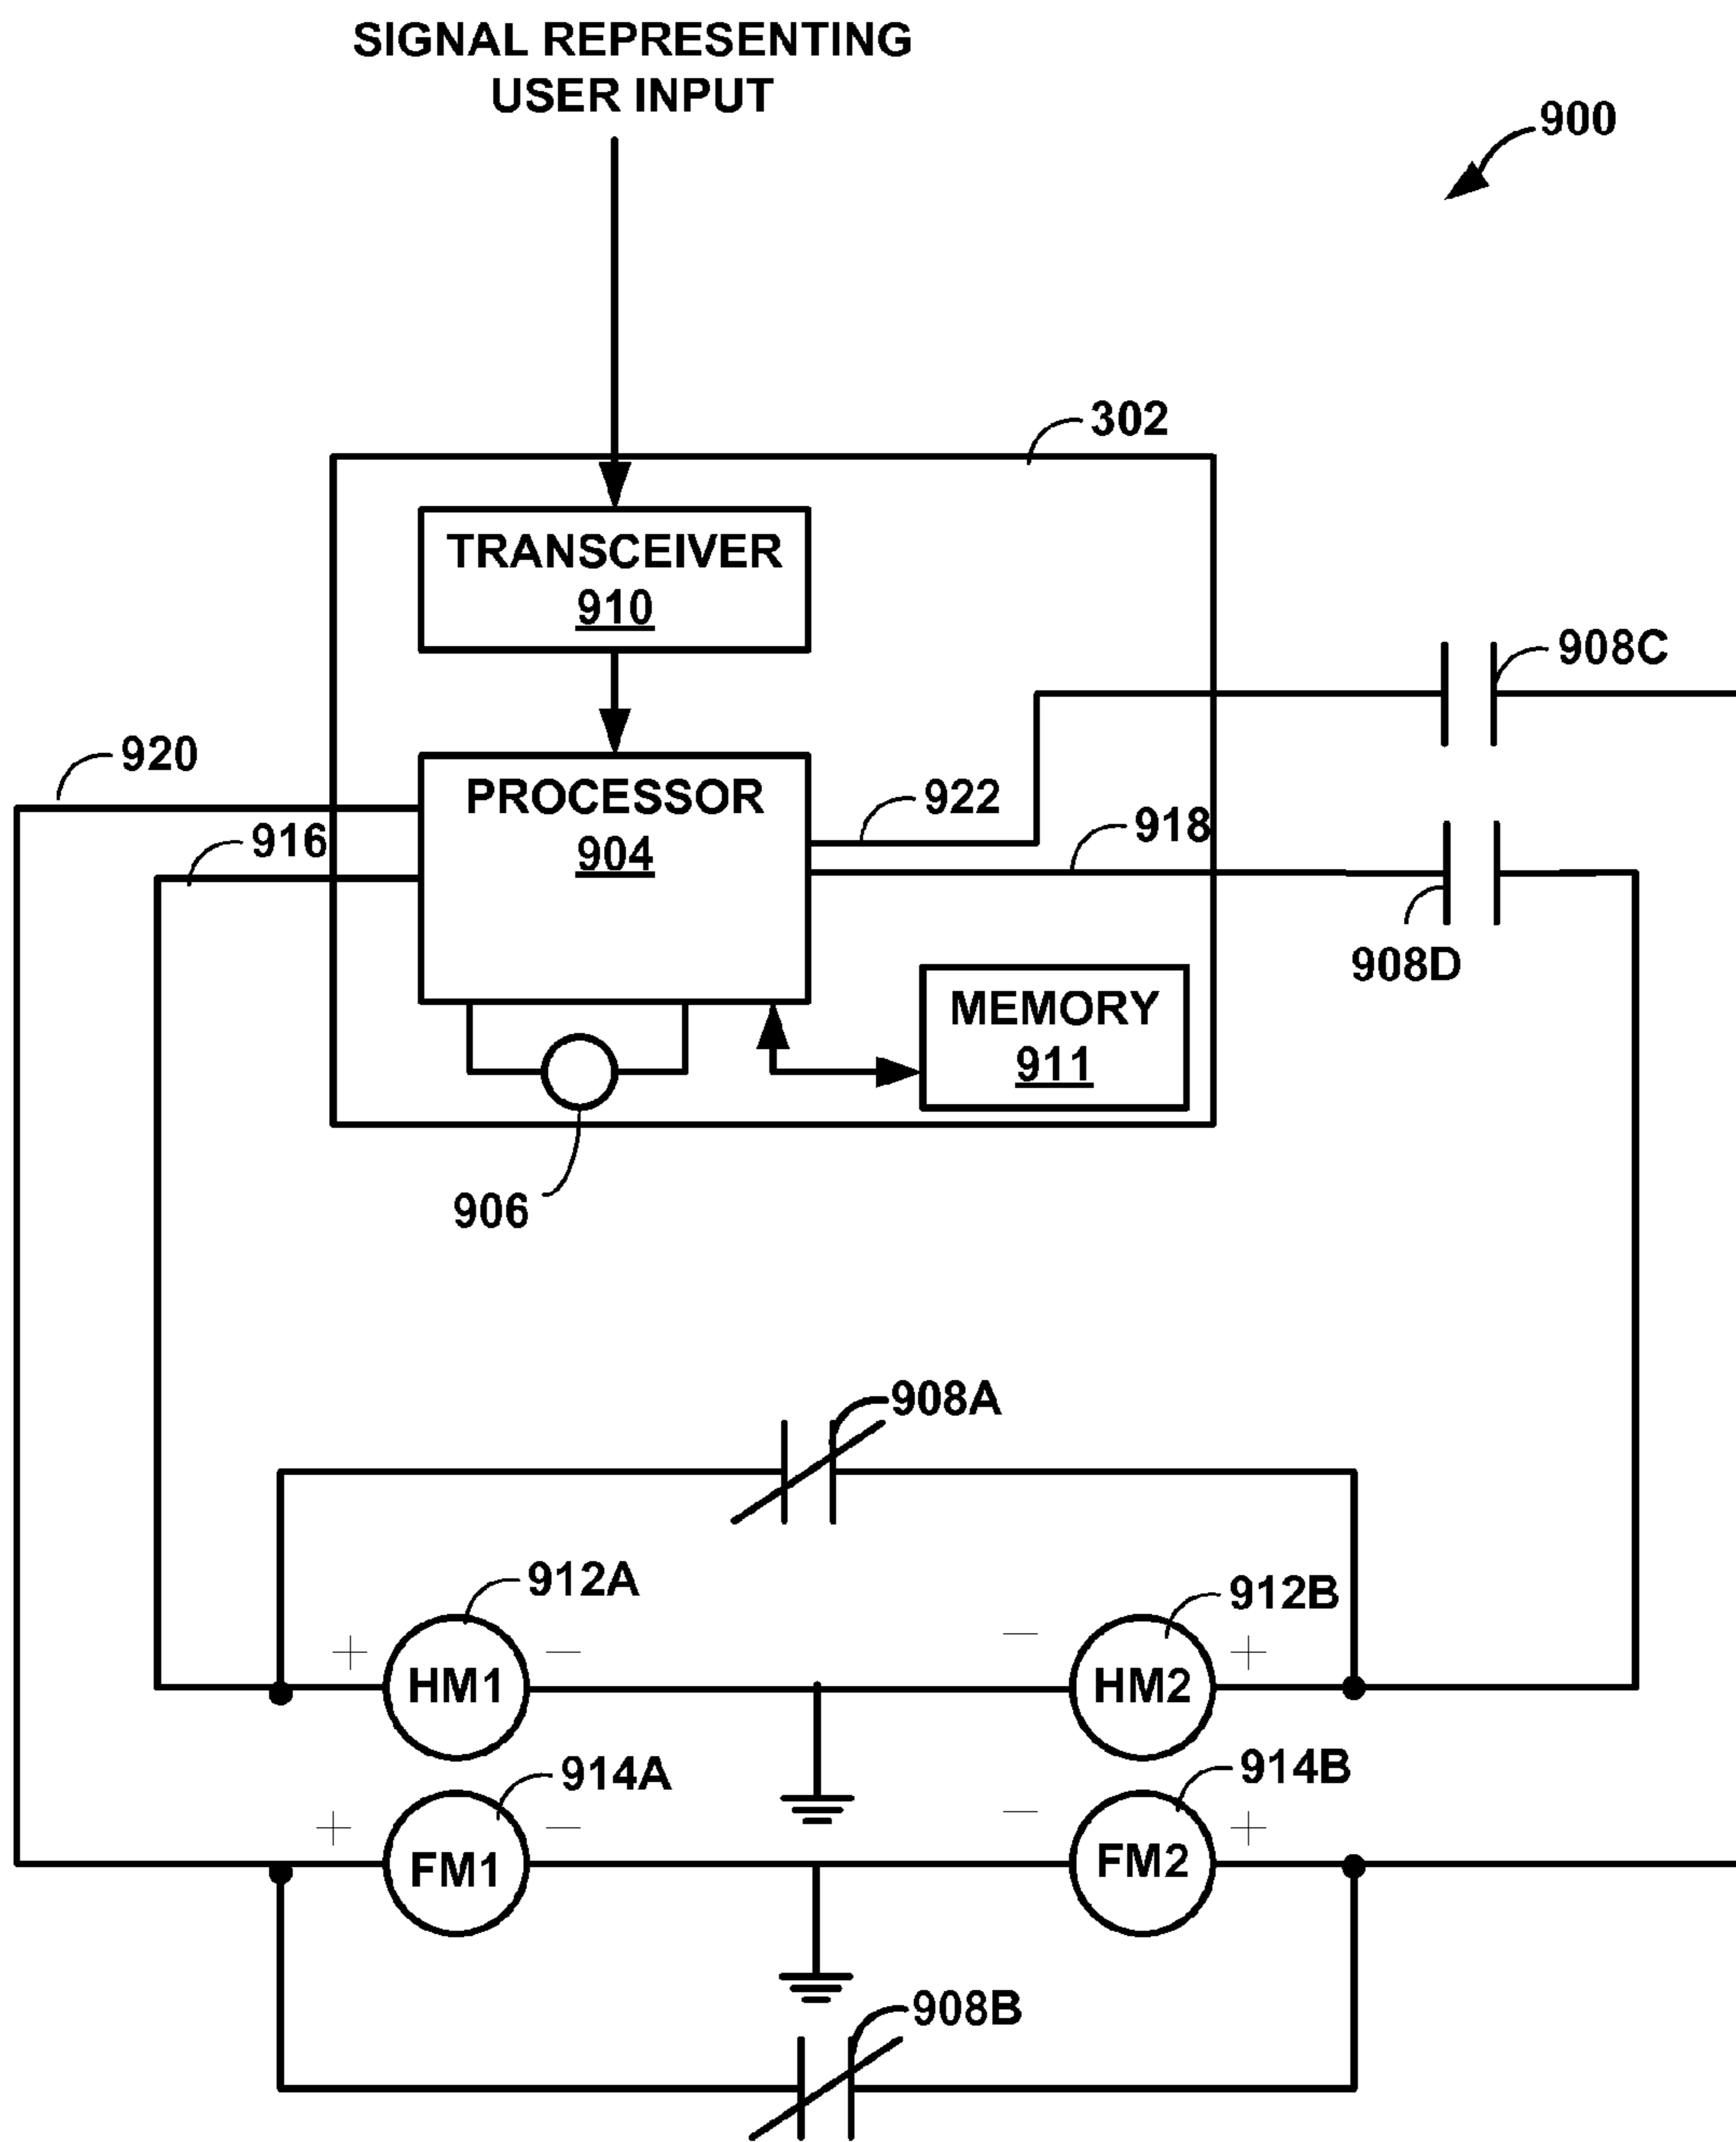 SIGNAL REPRESENTING
USER INPUT
900
302
TRANSCEIVER
910
908C
920
PROCESSOR
904
922
918
916
908D
MEMORY
911
906
908A
912A
912B
+
−
−
+
HM1
HM2
914A
914B
+
−
−
+
FM1
FM2
908B